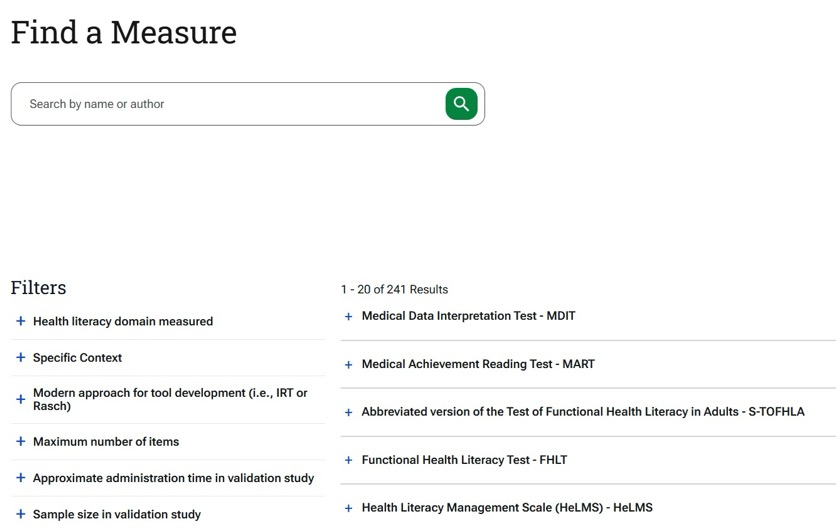 Find a Measure
Search by name or author
Filters
+ Health literacy domain measured
+ Specific Context
+ Modern approach for tool development (i.e., IRT or
Rasch)
+ Maximum number of items
+ Approximate administration time in validation study
+ Sample size in validation study
1 - 20 of 241 Results
+ Medical Data Interpretation Test - MDIT
+ Medical Achievement Reading Test - MART
+ Abbreviated version of the Test of Functional Health Literacy in Adults - S-TOFHLA
+ Functional Health Literacy Test - FHLT
+ Health Literacy Management Scale (HeLMS) - HeLMS